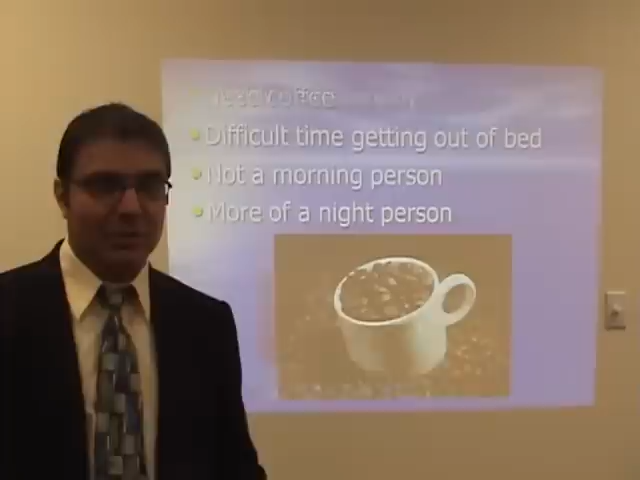 • Difficult time getting out of bed
• Not a morning person
• More of a night person